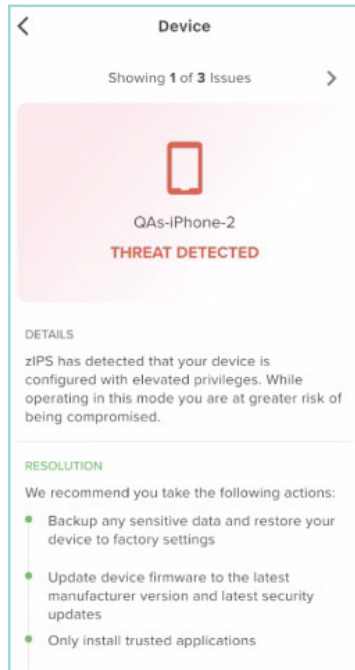 Device
Showing 1 of 3 Issues
QAs-iPhone-2
THREAT DETECTED
DETAILS
zIPS has detected that your device is
configured with elevated privileges. While
operating in this mode you are at greater risk of
being compromised.
RESOLUTION
We recommend you take the following actions:
Backup any sensitive data and restore your
device to factory settings
Update device firmware to the latest
manufacturer version and latest security
updates
Only install trusted applications